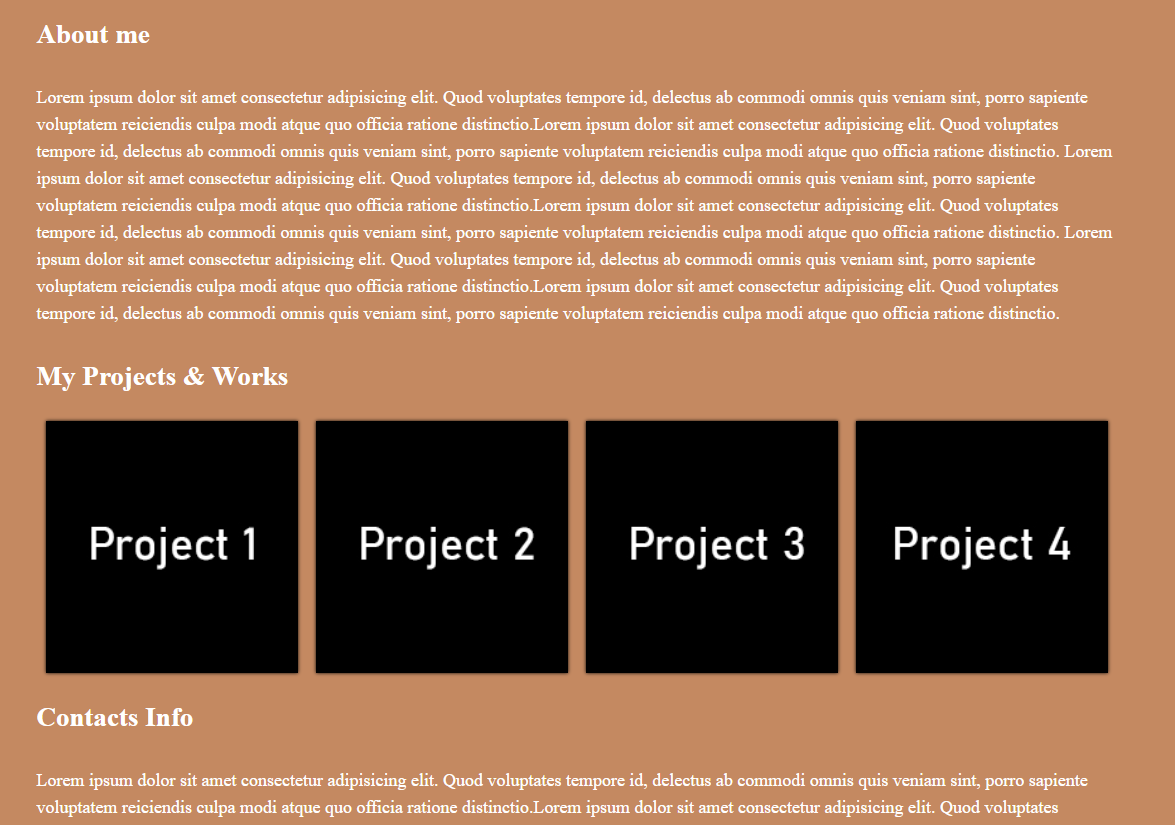 About me
Lorem ipsum dolor sit amet consectetur adipisicing elit. Quod voluptates tempore id, delectus ab commodi omnis quis veniam sint, porro sapiente
voluptatem reiciendis culpa modi atque quo officia ratione distinctio.Lorem ipsum dolor sit amet consectetur adipisicing elit. Quod voluptates
tempore id, delectus ab commodi omnis quis veniam sint, porro sapiente voluptatem reiciendis culpa modi atque quo officia ratione distinctio. Lorem
ipsum dolor sit amet consectetur adipisicing elit. Quod voluptates tempore id, delectus ab commodi omnis quis veniam sint, porro sapiente
voluptatem reiciendis culpa modi atque quo officia ratione distinctio.Lorem ipsum dolor sit amet consectetur adipisicing elit. Quod voluptates
tempore id, delectus ab commodi omnis quis veniam sint, porro sapiente voluptatem reiciendis culpa modi atque quo officia ratione distinctio. Lorem
ipsum dolor sit amet consectetur adipisicing elit. Quod voluptates tempore id, delectus ab commodi omnis quis veniam sint, porro sapiente
voluptatem reiciendis culpa modi atque quo officia ratione distinctio.Lorem ipsum dolor sit amet consectetur adipisicing elit. Quod voluptates
tempore id, delectus ab commodi omnis quis veniam sint, porro sapiente voluptatem reiciendis culpa modi atque quo officia ratione distinctio.
My Projects & Works
Project 1
Project 2
Project 3
Project 4
Contacts Info
Lorem ipsum dolor sit amet consectetur adipisicing elit. Quod voluptates tempore id, delectus ab commodi omnis quis veniam sint, porro sapiente
voluptatem reiciendis culpa modi atque quo officia ratione distinctio.Lorem ipsum dolor sit amet consectetur adipisicing elit. Quod voluptates